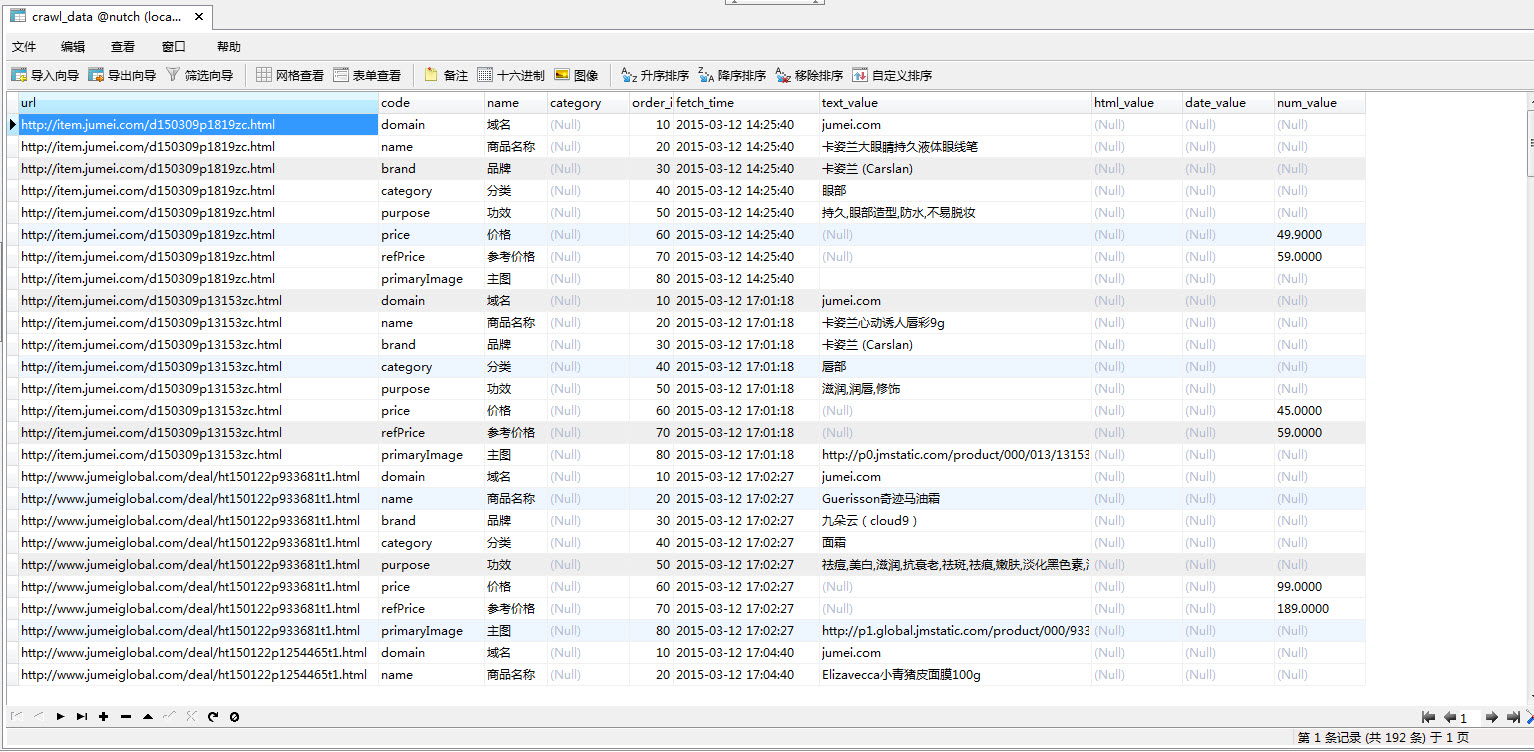 crawl_data @nutch (loca...
文件 编辑 查看 窗口 帮助
导入向导 导出向导 筛选向导 网格查看 表单查看 备注 十六进制 图像 升序排序 降序排序 移除排序 自定义排序
url code name category order_i fetch_time text_value html_value date_value num_value
http://item.jumei.com/d150309p1819zc.html domain 域名 (Null) 10 2015-03-12 14:25:40 jumei.com (Null) (Null) (Null)
http://item.jumei.com/d150309p1819zc.html name 商品名称 (Null) 20 2015-03-12 14:25:40 卡姿兰大眼睛持久液体眼线笔 (Null) (Null) (Null)
http://item.jumei.com/d150309p1819zc.html brand 品牌 (Null) 30 2015-03-12 14:25:40 卡姿兰 (Carslan) (Null) (Null) (Null)
http://item.jumei.com/d150309p1819zc.html category 分类 (Null) 40 2015-03-12 14:25:40 眼部 (Null) (Null) (Null)
http://item.jumei.com/d150309p1819zc.html purpose 功效 (Null) 50 2015-03-12 14:25:40 持久,眼部造型,防水,不易脱妆 (Null) (Null) (Null)
http://item.jumei.com/d150309p1819zc.html price 价格 (Null) 60 2015-03-12 14:25:40 (Null) (Null) (Null) 49.9000
http://item.jumei.com/d150309p1819zc.html refPrice 参考价格 (Null) 70 2015-03-12 14:25:40 (Null) (Null) (Null) 59.0000
http://item.jumei.com/d150309p1819zc.html primaryImage 主图 (Null) 80 2015-03-12 14:25:40 (Null) (Null) (Null)
http://item.jumei.com/d150309p13153zc.html domain 域名 (Null) 10 2015-03-12 17:01:18 jumei.com (Null) (Null) (Null)
http://item.jumei.com/d150309p13153zc.html name 商品名称 (Null) 20 2015-03-12 17:01:18 卡姿兰心动诱人唇彩9g (Null) (Null) (Null)
http://item.jumei.com/d150309p13153zc.html brand 品牌 (Null) 30 2015-03-12 17:01:18 卡姿兰 (Carslan) (Null) (Null) (Null)
http://item.jumei.com/d150309p13153zc.html category 分类 (Null) 40 2015-03-12 17:01:18 唇部 (Null) (Null) (Null)
http://item.jumei.com/d150309p13153zc.html purpose 功效 (Null) 50 2015-03-12 17:01:18 滋润,润唇,修饰 (Null) (Null) (Null)
http://item.jumei.com/d150309p13153zc.html price 价格 (Null) 60 2015-03-12 17:01:18 (Null) (Null) (Null) 45.0000
http://item.jumei.com/d150309p13153zc.html refPrice 参考价格 (Null) 70 2015-03-12 17:01:18 (Null) (Null) (Null) 59.0000
http://item.jumei.com/d150309p13153zc.html primaryImage 主图 (Null) 80 2015-03-12 17:01:18 http://p0.jmstatic.com/product/000/013/13153 (Null) (Null) (Null)
http://www.jumeiglobal.com/deal/ht150122p933681t1.html domain 域名 (Null) 10 2015-03-12 17:02:27 jumei.com (Null) (Null) (Null)
http://www.jumeiglobal.com/deal/ht150122p933681t1.html name 商品名称 (Null) 20 2015-03-12 17:02:27 Guerisson奇迹马油霜 (Null) (Null) (Null)
http://www.jumeiglobal.com/deal/ht150122p933681t1.html brand 品牌 (Null) 30 2015-03-12 17:02:27 九朵云（cloud9） (Null) (Null) (Null)
http://www.jumeiglobal.com/deal/ht150122p933681t1.html category 分类 (Null) 40 2015-03-12 17:02:27 面霜 (Null) (Null) (Null)
http://www.jumeiglobal.com/deal/ht150122p933681t1.html purpose 功效 (Null) 50 2015-03-12 17:02:27 祛痘,美白,滋润,抗衰老,祛斑,祛痕,嫩肤,淡化黑色素, (Null) (Null) (Null)
http://www.jumeiglobal.com/deal/ht150122p933681t1.html price 价格 (Null) 60 2015-03-12 17:02:27 (Null) (Null) (Null) 99.0000
http://www.jumeiglobal.com/deal/ht150122p933681t1.html refPrice 参考价格 (Null) 70 2015-03-12 17:02:27 (Null) (Null) (Null) 189.0000
http://www.jumeiglobal.com/deal/ht150122p933681t1.html primaryImage 主图 (Null) 80 2015-03-12 17:02:27 http://p1.global.jmstatic.com/product/000/933 (Null) (Null) (Null)
http://www.jumeiglobal.com/deal/ht150122p1254465t1.html domain 域名 (Null) 10 2015-03-12 17:04:40 jumei.com (Null) (Null) (Null)
http://www.jumeiglobal.com/deal/ht150122p1254465t1.html name 商品名称 (Null) 20 2015-03-12 17:04:40 Elizavecca小青猪皮面膜100g (Null) (Null) (Null)
1
第 1 条记录 (共 192 条) 于 1 页